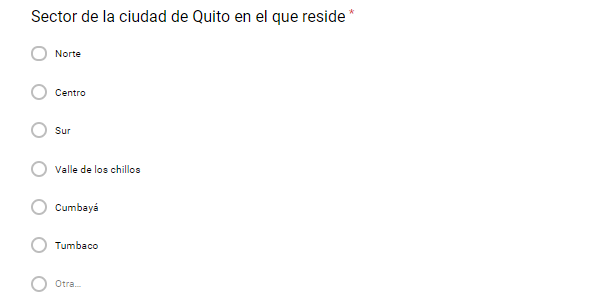 Sector de la ciudad de Quito en el que reside *
Norte
Centro
Sur
Valle de los chillos
Cumbayá
Tumbaco
Otra...